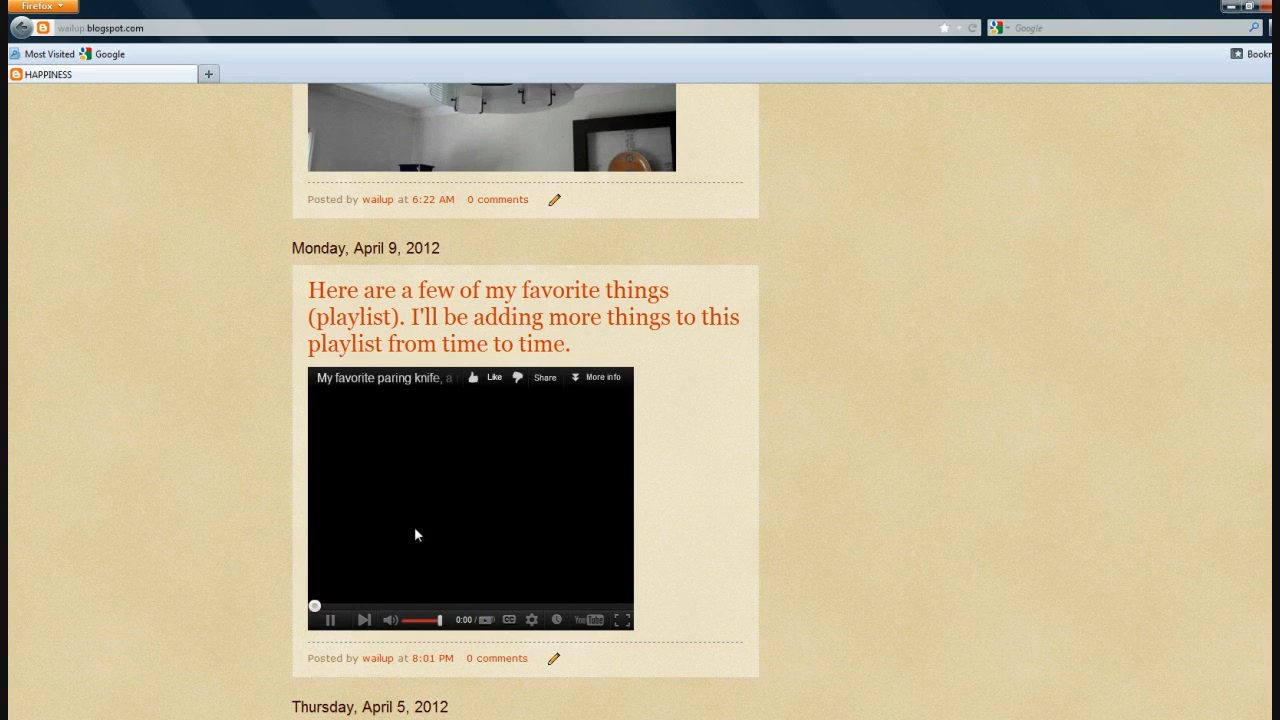 Firefox
wailup.blogspot.com
Google
Most Visited Google
HAPPINESS
Posted by wailup at 6:22 AM 0 comments
Monday, April 9, 2012
Here are a few of my favorite things
(playlist). I'll be adding more things to this
playlist from time to time.
My favorite paring knife, a Like Share More info
0:00 / CC YouTube
Posted by wailup at 8:01 PM 0 comments
Thursday, April 5, 2012